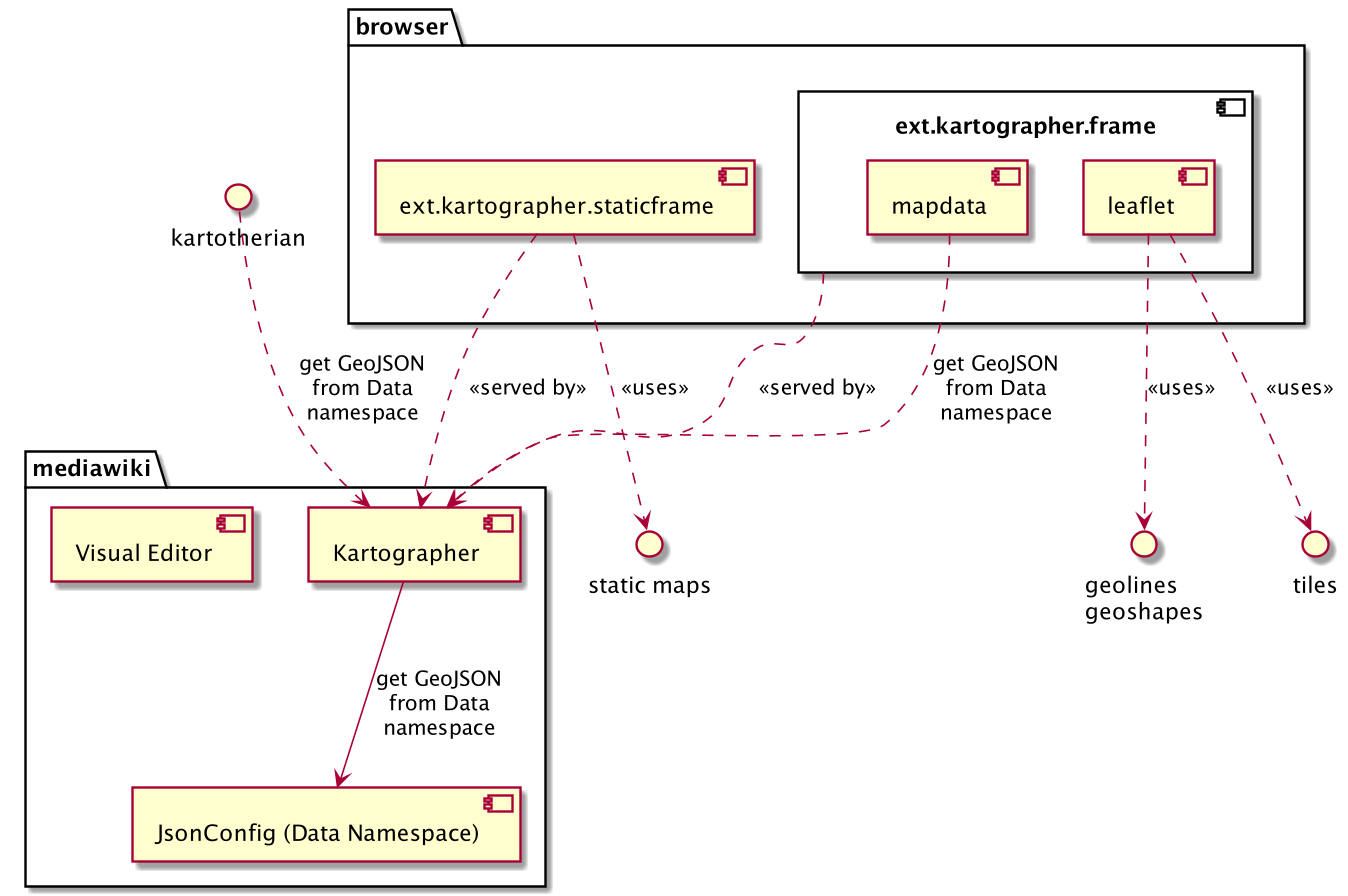 browser
ext.kartographer.frame
ext.kartographer.staticframe
mapdata
leaflet
kartotherian
get GeoJSON
from Data
namespace
«served by»
«uses»
«served by»
get GeoJSON
from Data
namespace
«uses»
«uses»
mediawiki
Visual Editor
Kartographer
static maps
geolines
geoshapes
tiles
get GeoJSON
from Data
namespace
JsonConfig (Data Namespace)